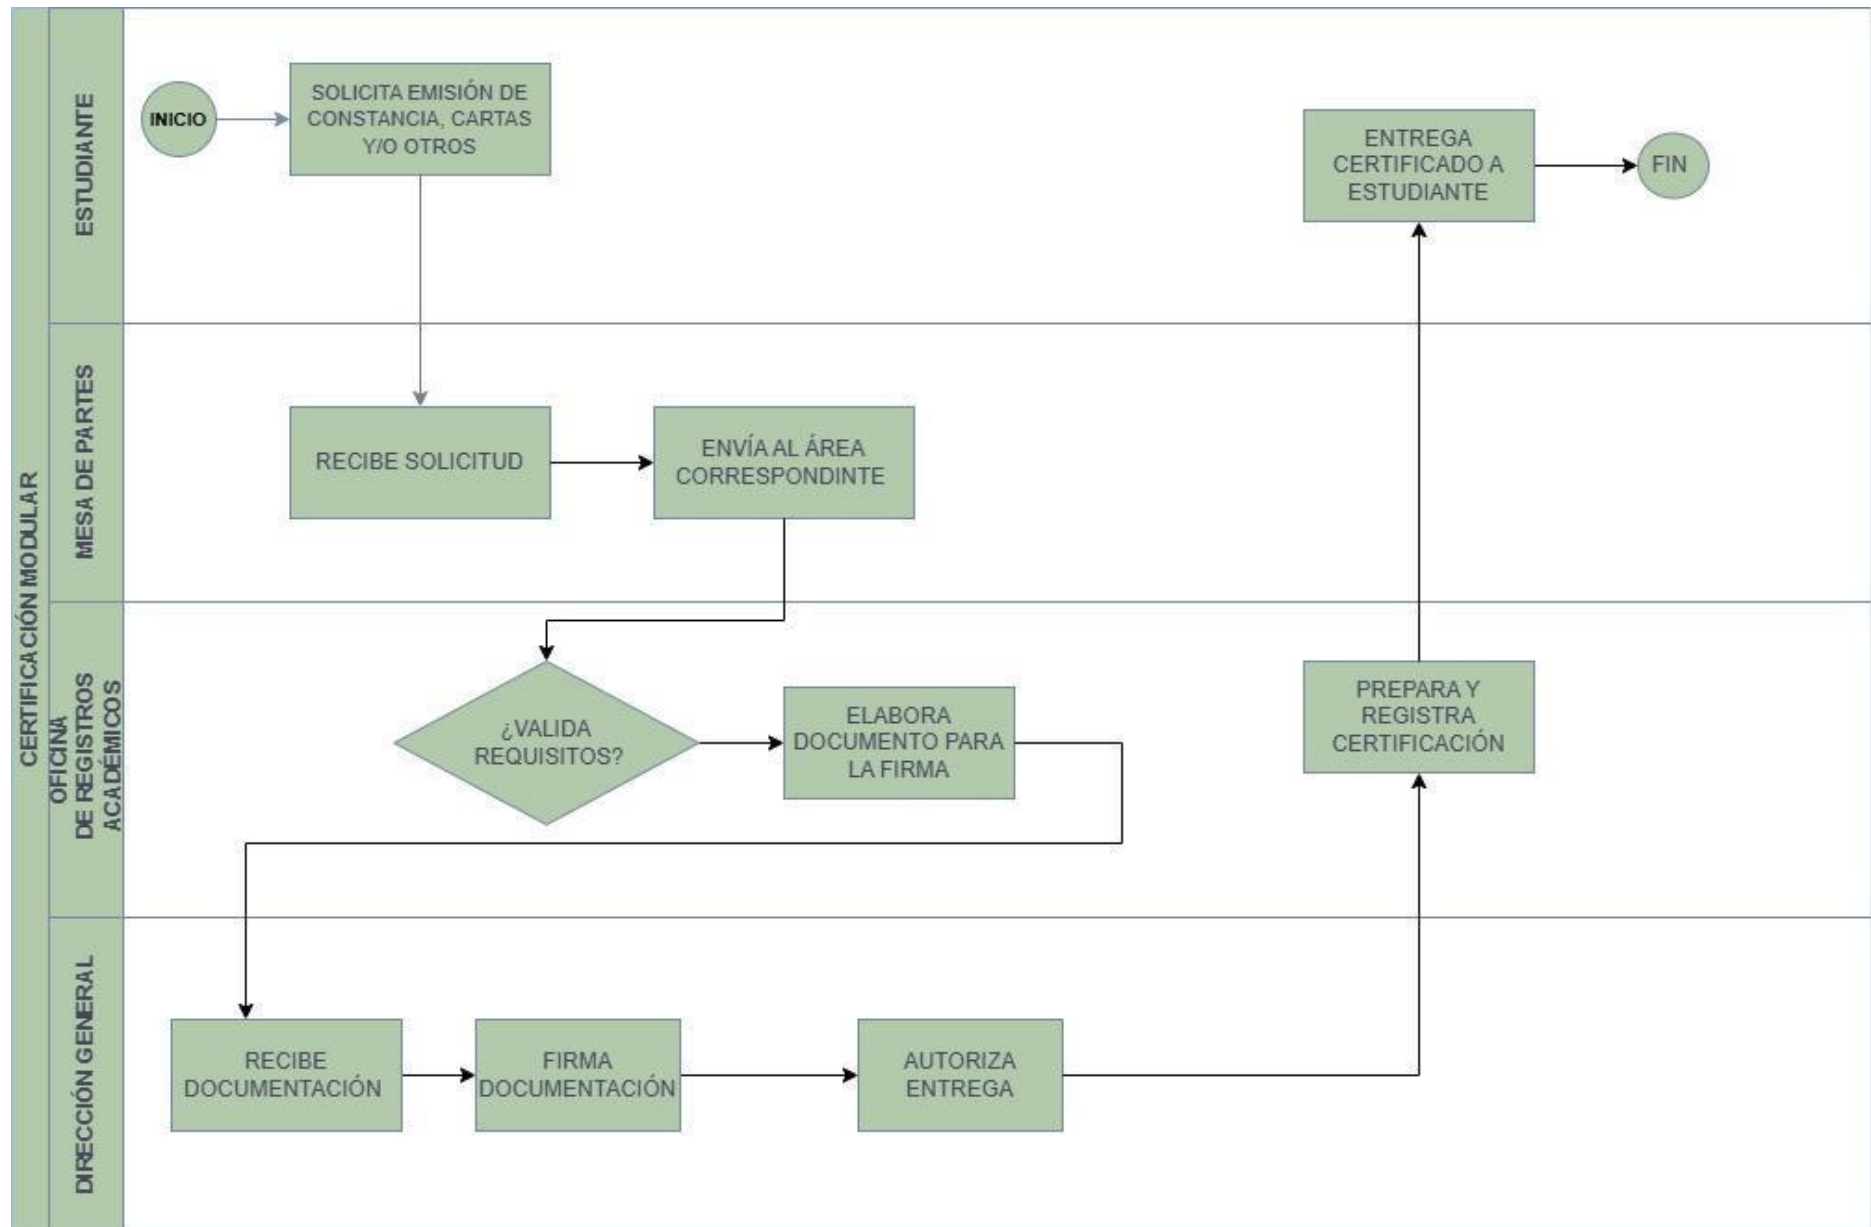 CERTIFICACIÓN MODULAR
ESTUDIANTE
INICIO
SOLICITA EMISIÓN DE
CONSTANCIA, CARTAS
Y/O OTROS
ENTREGA
CERTIFICADO A
ESTUDIANTE
FIN
MESA DE PARTES
RECIBE SOLICITUD
ENVÍA AL ÁREA
CORRESPONDINTE
OFICINA
DE REGISTROS
ACADÉMICOS
¿VALIDA
REQUISITOS?
ELABORA
DOCUMENTO PARA
LA FIRMA
PREPARA Y
REGISTRA
CERTIFICACIÓN
DIRECCIÓN GENERAL
RECIBE
DOCUMENTACIÓN
FIRMA
DOCUMENTACIÓN
AUTORIZA
ENTREGA